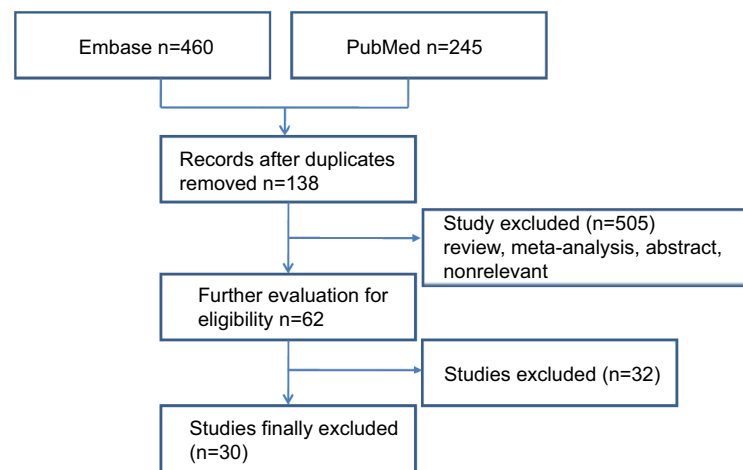 Embase n=460
PubMed n=245
Records after duplicates
removed n=138
Study excluded (n=505)
review, meta-analysis, abstract,
nonrelevant
Further evaluation for
eligibility n=62
Studies excluded (n=32)
Studies finally excluded
(n=30)